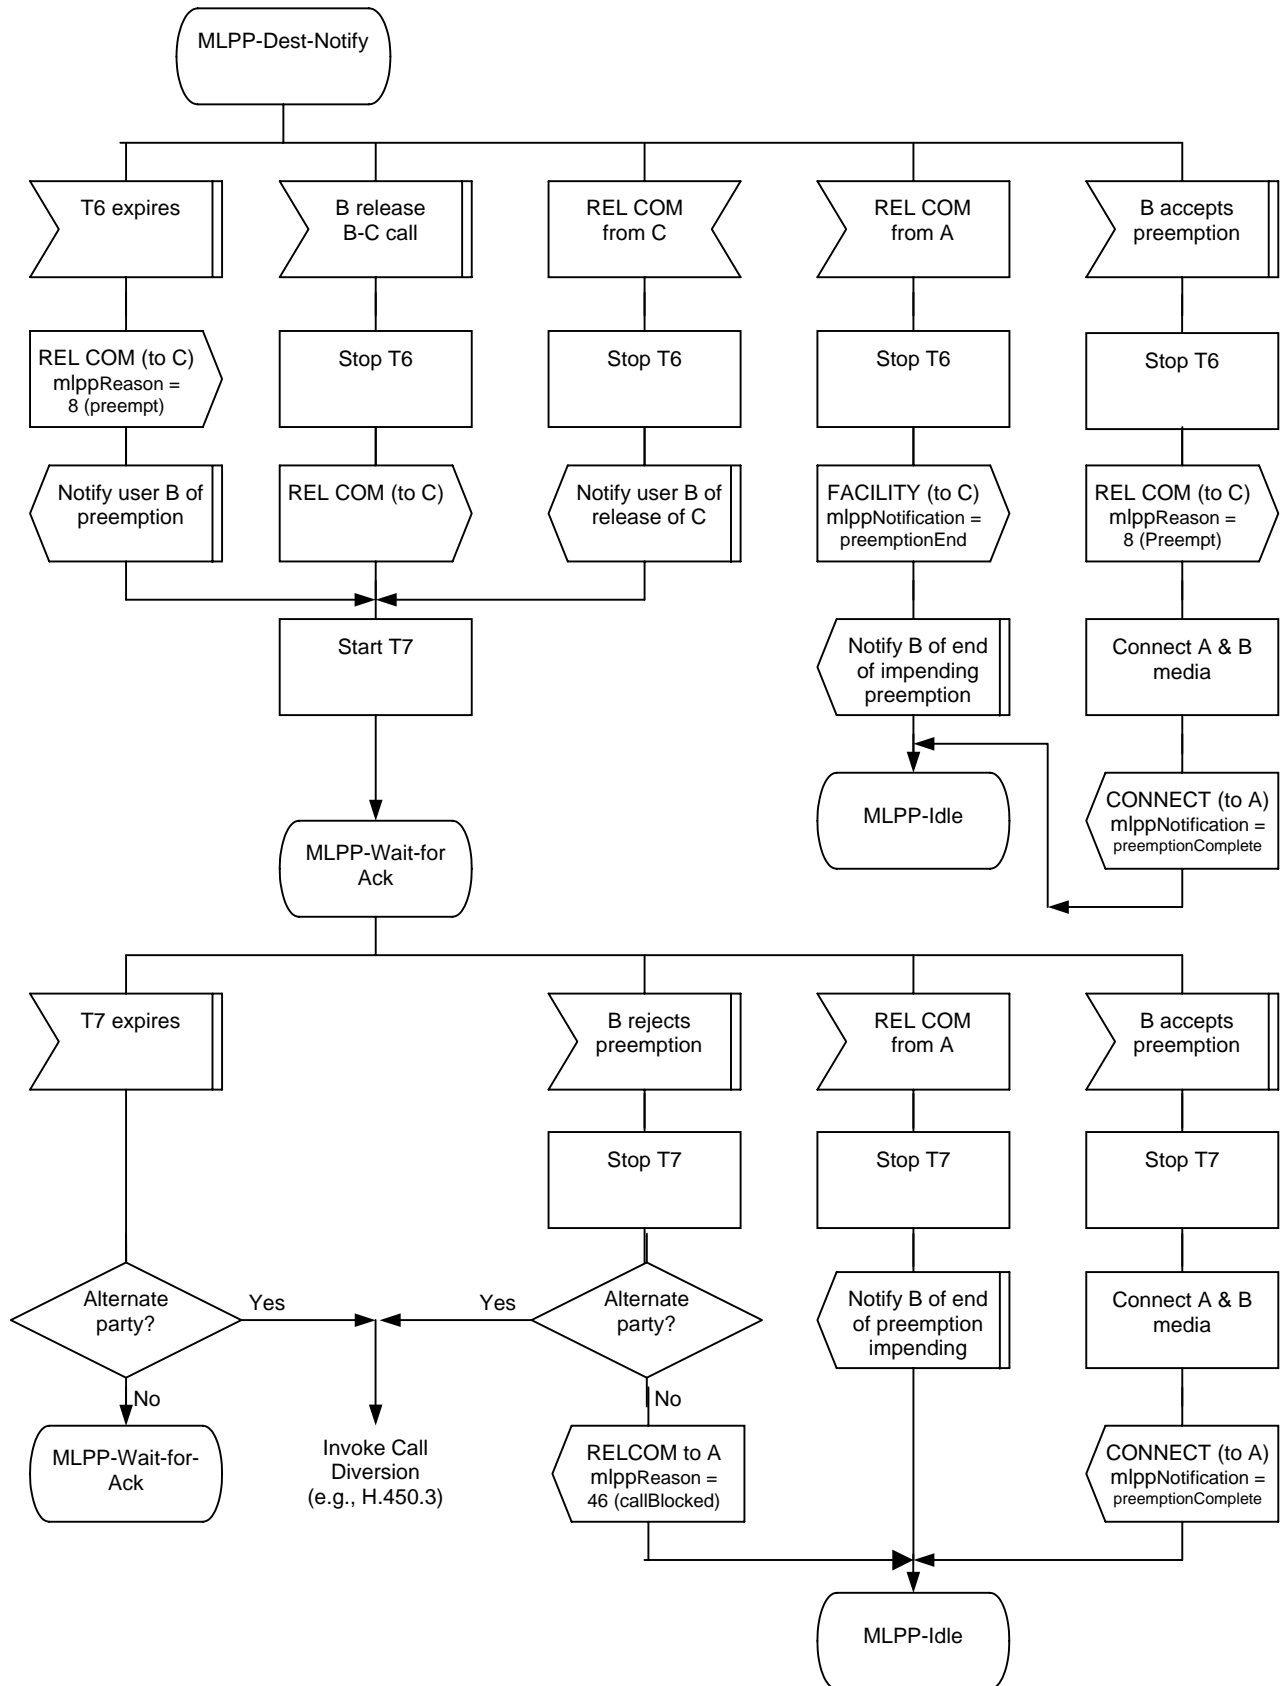 MLPP-Dest-Notify
T6 expires
B release
B-C call
REL COM
from C
REL COM
from A
B accepts
preemption
REL COM (to C)
mlppReason =
8 (preempt)
Stop T6
Stop T6
Stop T6
Stop T6
Notify user B of
preemption
REL COM (to C)
Notify user B of
release of C
FACILITY (to C)
mlppNotification =
preemptionEnd
REL COM (to C)
mlppReason =
8 (Preempt)
Start T7
Notify B of end
of impending
preemption
Connect A & B
media
MLPP-Idle
CONNECT (to A)
mlppNotification =
preemptionComplete
MLPP-Wait-for
Ack
T7 expires
B rejects
preemption
REL COM
from A
B accepts
preemption
Stop T7
Stop T7
Stop T7
Alternate
party?
Yes
Yes
Alternate
party?
Notify B of end
of preemption
impending
Connect A & B
media
No
No
MLPP-Wait-for-
Ack
Invoke Call
Diversion
(e.g., H.450.3)
RELCOM to A
mlppReason =
46 (callBlocked)
CONNECT (to A)
mlppNotification =
preemptionComplete
MLPP-Idle